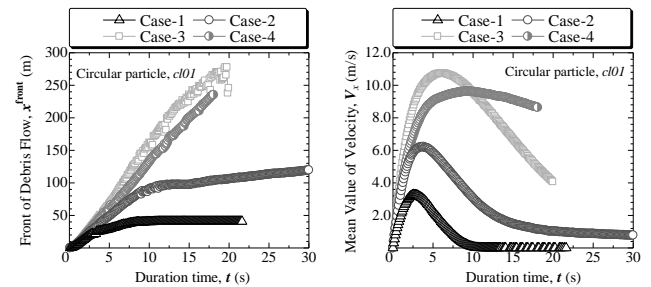 Case-1 Case-2
Case-3 Case-4
Front of Debris Flow, x^front (m)
300
250
200
150
100
50
0 5 10 15 20 25 30
Circular particle, cl01
Duration time, t (s)
Case-1 Case-2
Case-3 Case-4
Mean Value of Velocity, V_x (m/s)
12.0
10.0
8.0
6.0
4.0
2.0
0 5 10 15 20 25 30
Circular particle, cl01
Duration time, t (s)